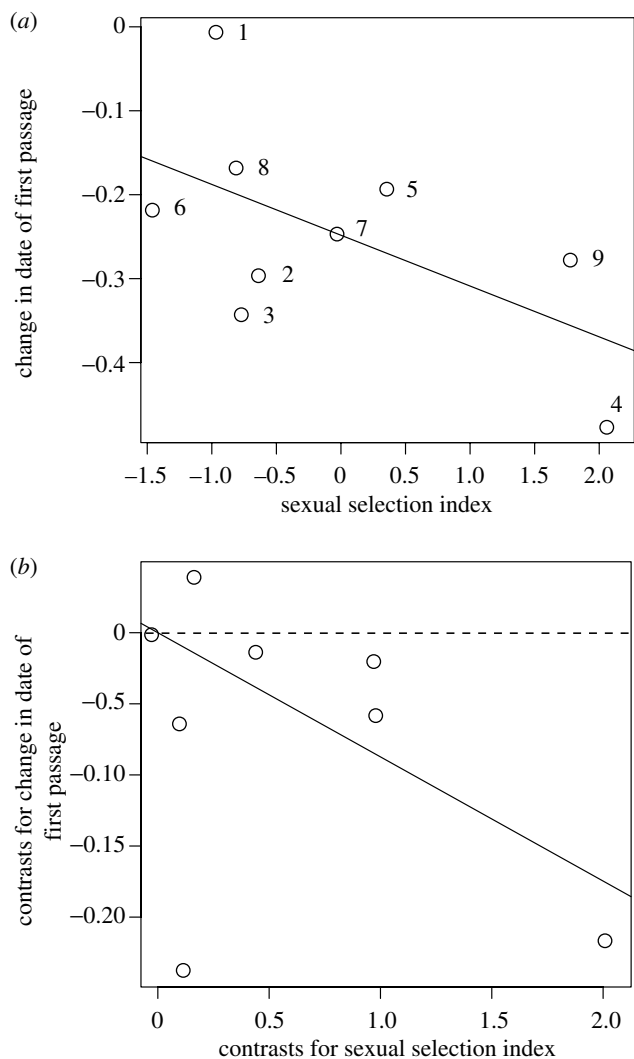 (a)
0
−0.1
−0.2
−0.3
−0.4
change in date of first passage
1
8
5
6
7
9
2
3
4
−1.5 −1.0 −0.5 0 0.5 1.0 1.5 2.0
sexual selection index
(b)
0
−0.5
−0.10
−0.15
−0.20
contrasts for change in date of
first passage
0 0.5 1.0 1.5 2.0
contrasts for sexual selection index